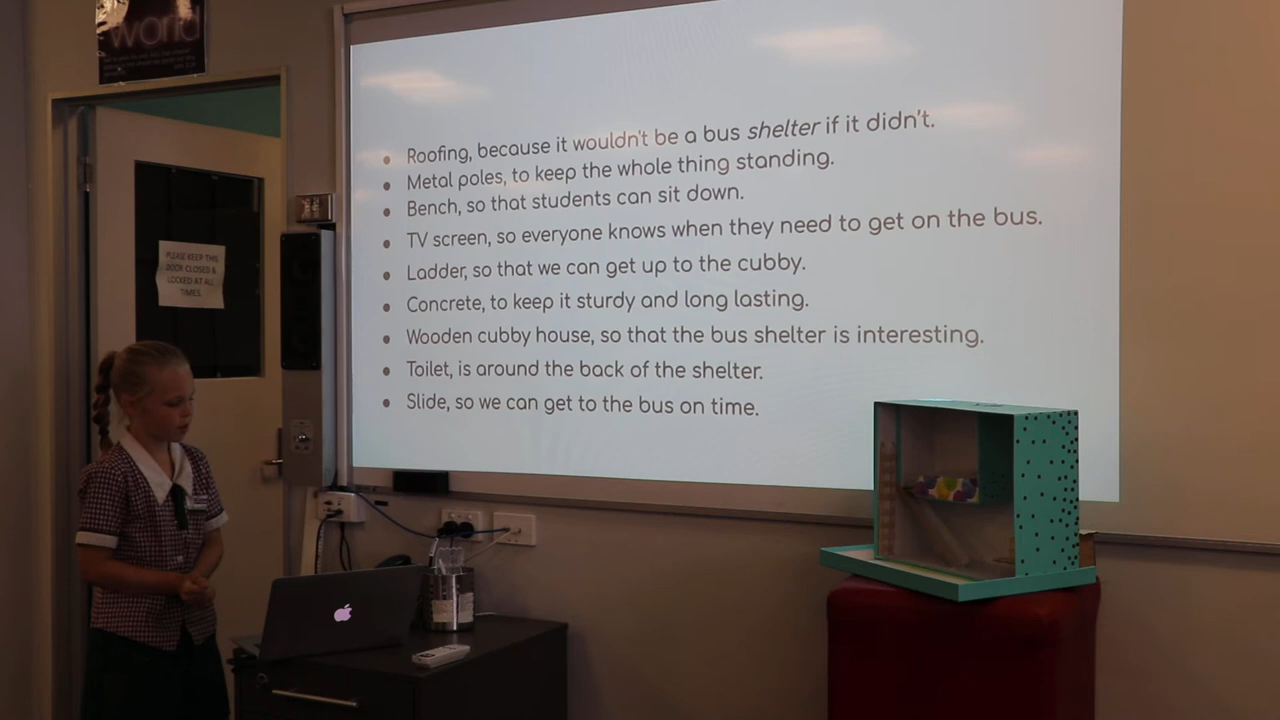 world
Roofing, because it wouldn't be a bus shelter if it didn't.
Metal poles, to keep the whole thing standing.
Bench, so that students can sit down.
TV screen, so everyone knows when they need to get on the bus.
Ladder, so that we can get up to the cubby.
Concrete, to keep it sturdy and long lasting.
Wooden cubby house, so that the bus shelter is interesting.
Toilet, is around the back of the shelter.
Slide, so we can get to the bus on time.
PLEASE KEEP THIS
DOOR CLOSED &
LOCKED AT ALL
TIMES.